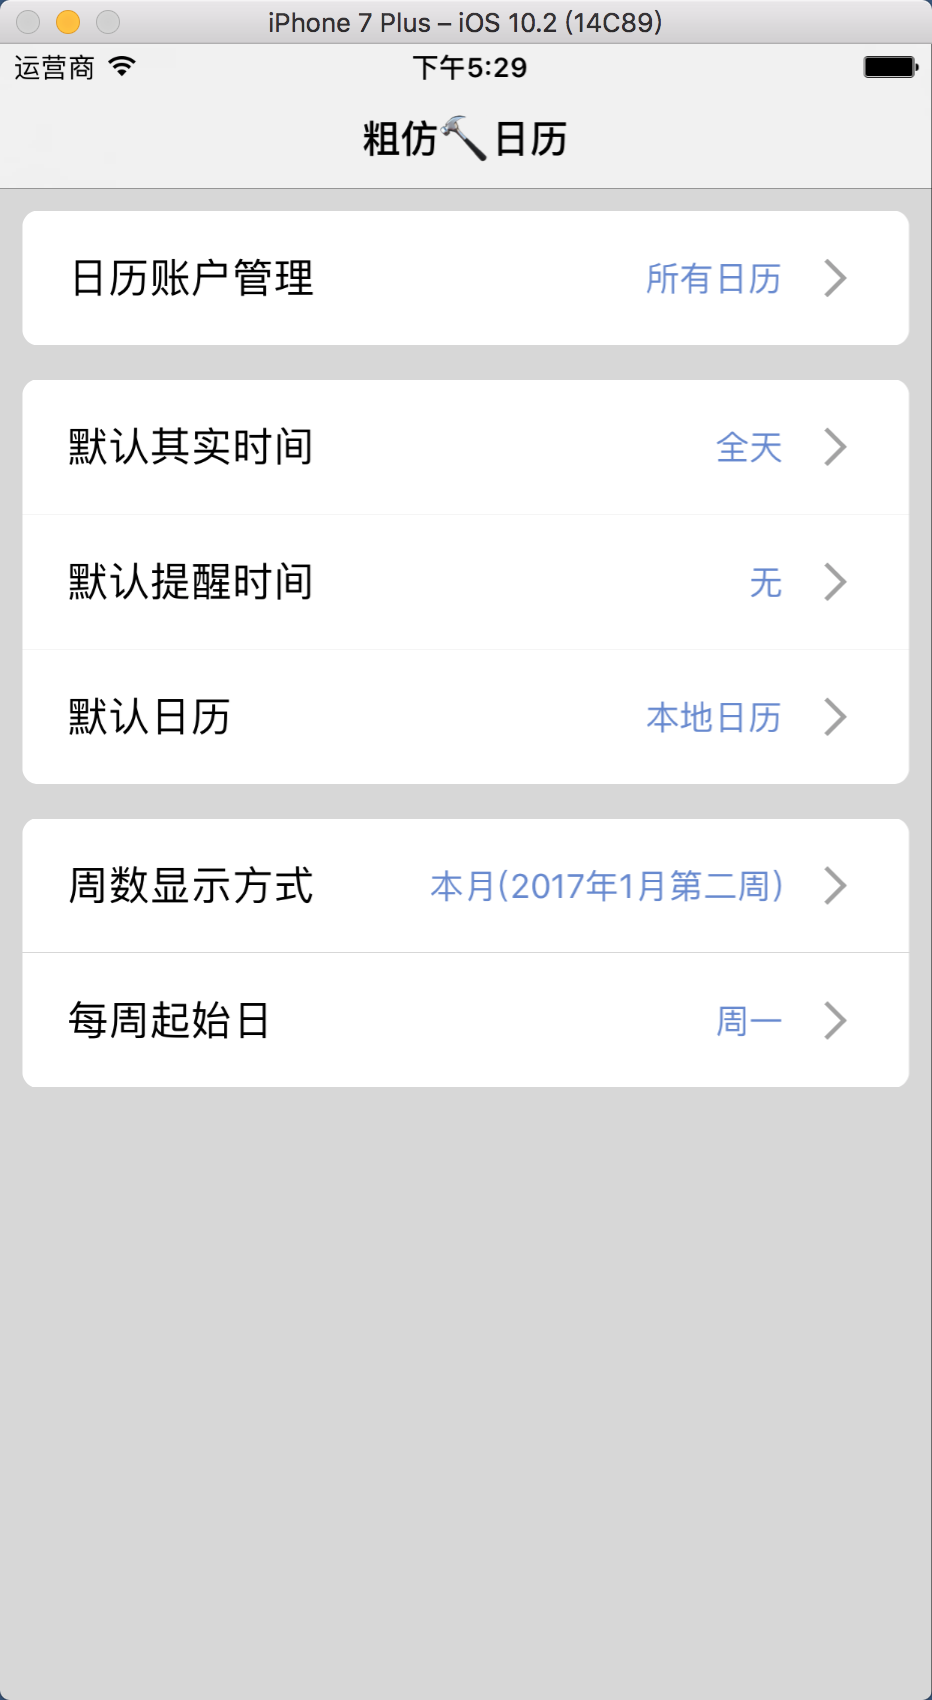 iPhone 7 Plus – iOS 10.2 (14C89)
运营商 下午5:29
粗仿🔨日历
日历账户管理 所有日历
默认其实时间 全天
默认提醒时间 无
默认日历 本地日历
周数显示方式 本月(2017年1月第二周)
每周起始日 周一